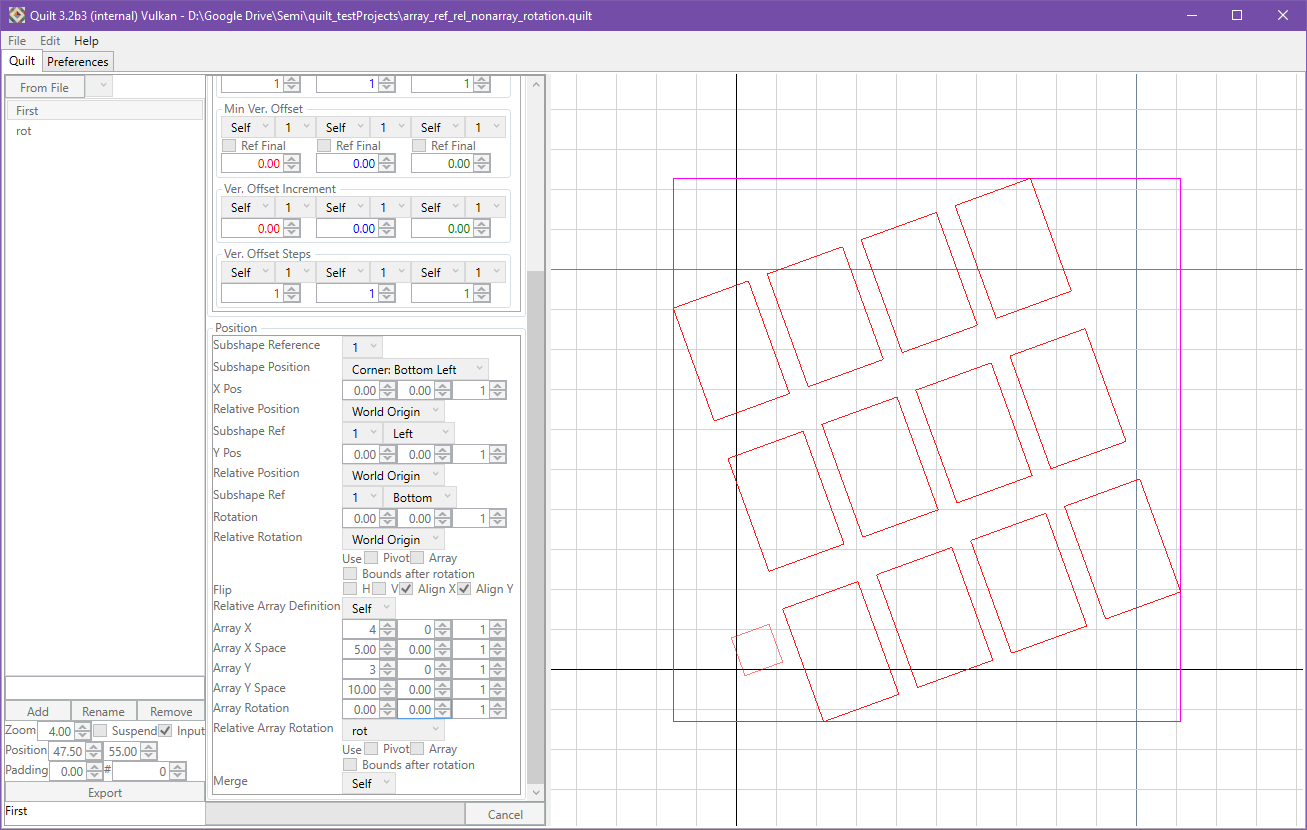 Quilt 3.2b3 (internal) Vulkan - D:\Google Drive\Semi\quilt_testProjects\array_ref_rel_nonarray_rotation.quilt
File Edit Help
Quilt Preferences
From File
First
rot
1 1 1
Min Ver. Offset
Self 1 Self 1 Self 1
Ref Final Ref Final Ref Final
0.00 0.00 0.00
Ver. Offset Increment
Self 1 Self 1 Self 1
0.00 0.00 0.00
Ver. Offset Steps
Self 1 Self 1 Self 1
1 1 1
Position
Subshape Reference 1
Subshape Position Corner: Bottom Left
X Pos 0.00 0.00 1
Relative Position World Origin
Subshape Ref 1 Left
Y Pos 0.00 0.00 1
Relative Position World Origin
Subshape Ref 1 Bottom
Rotation 0.00 0.00 1
Relative Rotation World Origin
Use Pivot Array
Bounds after rotation
Flip H V Align X Align Y
Relative Array Definition Self
Array X 4 0 1
Array X Space 5.00 0.00 1
Array Y 3 0 1
Array Y Space 10.00 0.00 1
Array Rotation 0.00 0.00 1
Relative Array Rotation rot
Use Pivot Array
Bounds after rotation
Merge Self
Add Rename Remove
Zoom 4.00 Suspend Input
Position 47.50 55.00
Padding 0.00 # 0
Export
First
Cancel